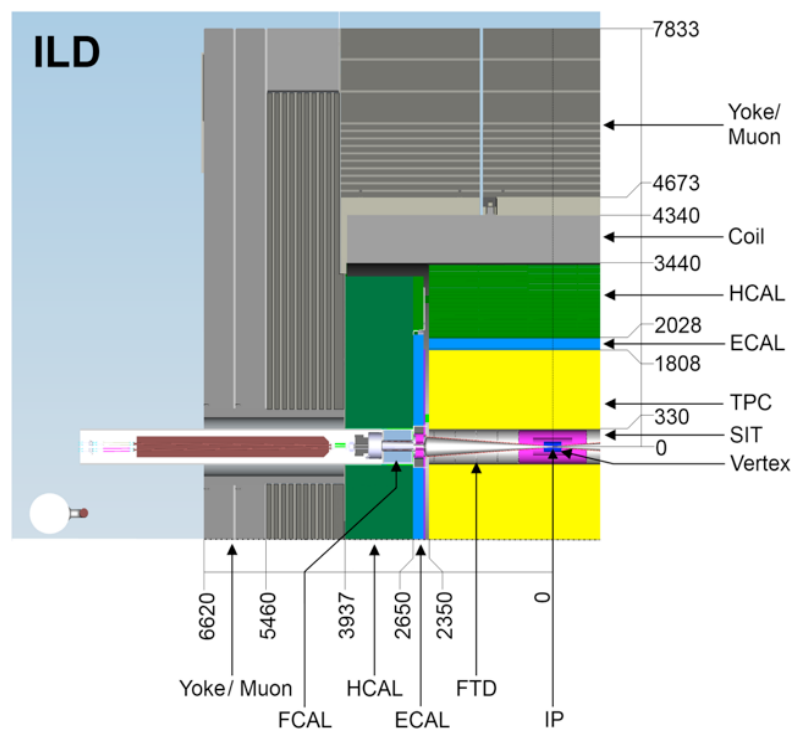 ILD
7833
Yoke/
Muon
4673
4340
Coil
3440
HCAL
2028
ECAL
1808
TPC
330
SIT
0
Vertex
6620
5460
3937
2650
2350
0
Yoke/ Muon
HCAL
FTD
FCAL
ECAL
IP